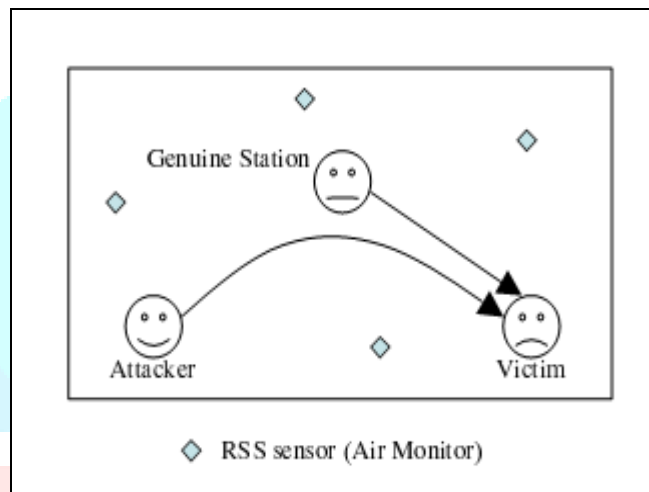 Genuine Station
Attacker
Victim
RSS sensor (Air Monitor)